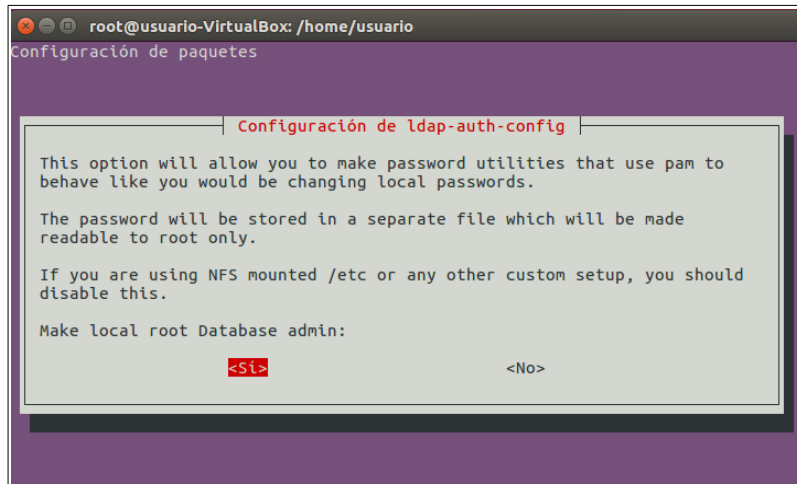 root@usuario-VirtualBox: /home/usuario
Configuración de paquetes
Configuración de ldap-auth-config
This option will allow you to make password utilities that use pam to
behave like you would be changing local passwords.
The password will be stored in a separate file which will be made
readable to root only.
If you are using NFS mounted /etc or any other custom setup, you should
disable this.
Make local root Database admin:
<Sí> <No>